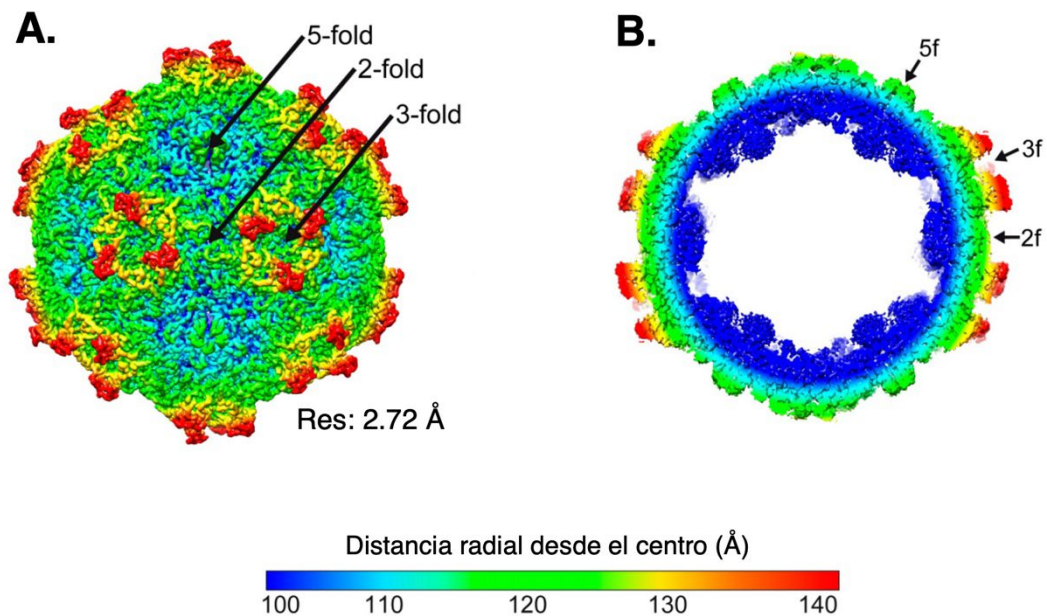 A.
5-fold
2-fold
3-fold
Res: 2.72 Å
B.
5f
3f
2f
Distancia radial desde el centro (Å)
100 110 120 130 140